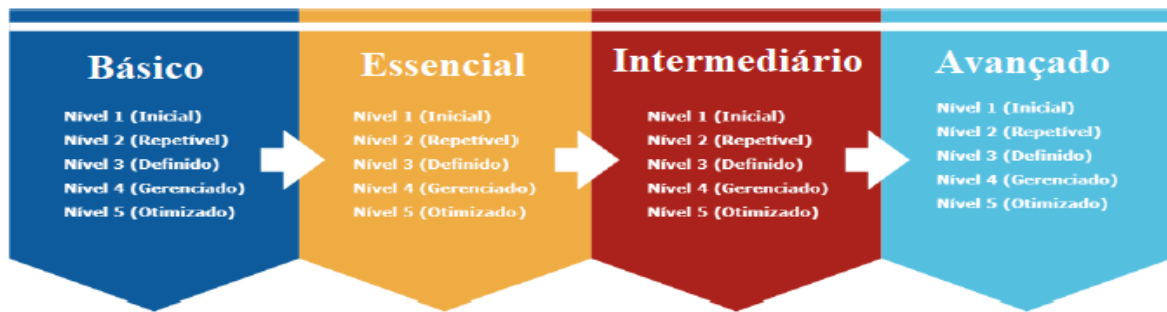 Básico
Nível 1 (Inicial)
Nível 2 (Repetível)
Nível 3 (Definido)
Nível 4 (Gerenciado)
Nível 5 (Otimizado)
Essencial
Nível 1 (Inicial)
Nível 2 (Repetível)
Nível 3 (Definido)
Nível 4 (Gerenciado)
Nível 5 (Otimizado)
Intermediário
Nível 1 (Inicial)
Nível 2 (Repetível)
Nível 3 (Definido)
Nível 4 (Gerenciado)
Nível 5 (Otimizado)
Avançado
Nível 1 (Inicial)
Nível 2 (Repetível)
Nível 3 (Definido)
Nível 4 (Gerenciado)
Nível 5 (Otimizado)